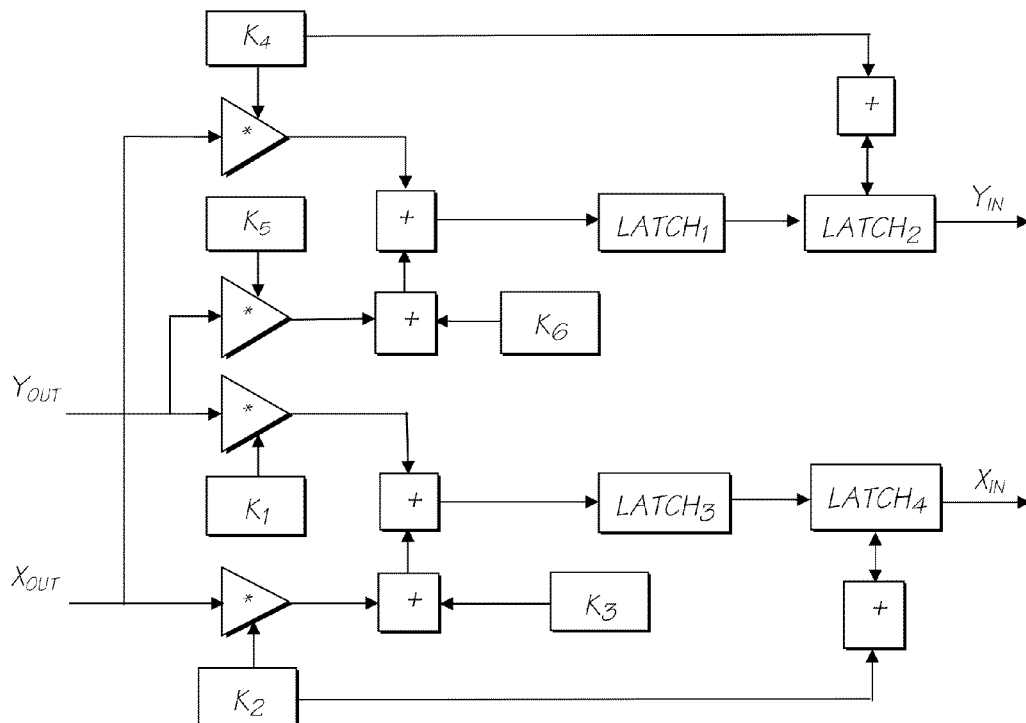 K4
+
*
K5
+
LATCH1
LATCH2
YIN
*
+
K6
YOUT
*
K1
+
LATCH3
LATCH4
XIN
XOUT
*
+
K3
+
K2